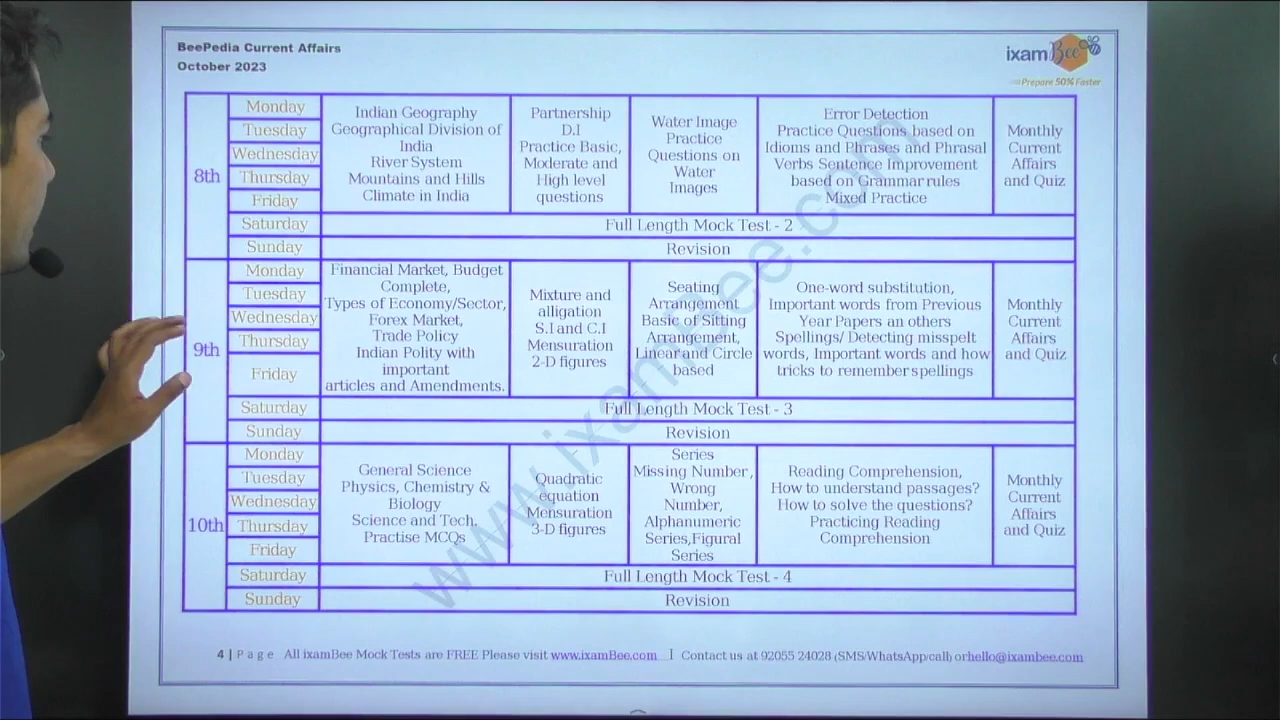 BeePedia Current Affairs
October 2023
ixamBee
Prepare 50% Faster
8th
Monday
Tuesday
Wednesday
Thursday
Friday
Indian Geography
Geographical Division of
India
River System
Mountains and Hills
Climate in India
Partnership
D.I
Practice Basic,
Moderate and
High level
questions
Water Image
Practice
Questions on
Water
Images
Error Detection
Practice Questions based on
Idioms and Phrases and Phrasal
Verbs Sentence Improvement
based on Grammar rules
Mixed Practice
Monthly
Current
Affairs
and Quiz
Saturday
Full Length Mock Test - 2
Sunday
Revision
9th
Monday
Tuesday
Wednesday
Thursday
Friday
Financial Market, Budget
Complete,
Types of Economy/Sector,
Forex Market,
Trade Policy
Indian Polity with
important
articles and Amendments.
Mixture and
alligation
S.I and C.I
Mensuration
2-D figures
Seating
Arrangement
Basic of Sitting
Arrangement,
Linear and Circle
based
One-word substitution,
Important words from Previous
Year Papers an others
Spellings/ Detecting misspelt
words, Important words and how
tricks to remember spellings
Monthly
Current
Affairs
and Quiz
Saturday
Full Length Mock Test - 3
Sunday
Revision
10th
Monday
Tuesday
Wednesday
Thursday
Friday
General Science
Physics, Chemistry &
Biology
Science and Tech.
Practise MCQs
Quadratic
equation
Mensuration
3-D figures
Series
Missing Number,
Wrong
Number,
Alphanumeric
Series,Figural
Series
Reading Comprehension,
How to understand passages?
How to solve the questions?
Practicing Reading
Comprehension
Monthly
Current
Affairs
and Quiz
Saturday
Full Length Mock Test - 4
Sunday
Revision
www.ixamBee.com
4 | Page All ixamBee Mock Tests are FREE Please visit www.ixamBee.com | Contact us at 92055 24028 (SMS/WhatsApp/call) or hello@ixambee.com